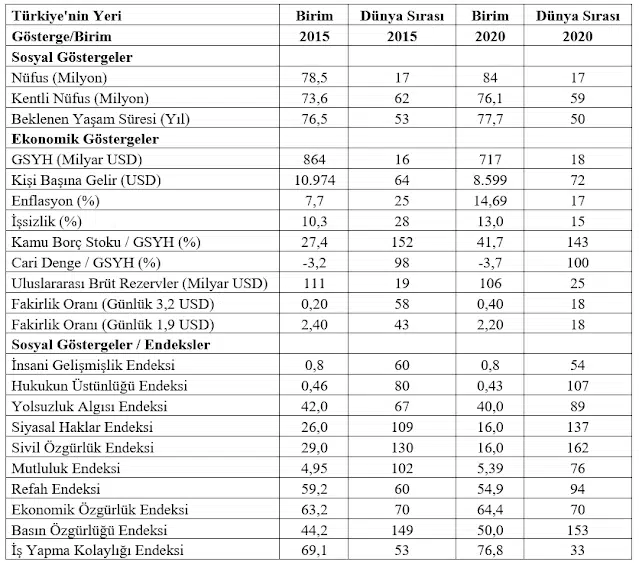 Türkiye'nin Yeri Birim Dünya Sırası Birim Dünya Sırası
Gösterge/Birim 2015 2015 2020 2020
Sosyal Göstergeler
Nüfus (Milyon) 78,5 17 84 17
Kentli Nüfus (Milyon) 73,6 62 76,1 59
Beklenen Yaşam Süresi (Yıl) 76,5 53 77,7 50
Ekonomik Göstergeler
GSYH (Milyar USD) 864 16 717 18
Kişi Başına Gelir (USD) 10.974 64 8.599 72
Enflasyon (%) 7,7 25 14,69 17
İşsizlik (%) 10,3 28 13,0 15
Kamu Borç Stoku / GSYH (%) 27,4 152 41,7 143
Cari Denge / GSYH (%) -3,2 98 -3,7 100
Uluslararası Brüt Rezervler (Milyar USD) 111 19 106 25
Fakirlik Oranı (Günlük 3,2 USD) 0,20 58 0,40 18
Fakirlik Oranı (Günlük 1,9 USD) 2,40 43 2,20 18
Sosyal Göstergeler / Endeksler
İnsani Gelişmişlik Endeksi 0,8 60 0,8 54
Hukukun Üstünlüğü Endeksi 0,46 80 0,43 107
Yolsuzluk Algısı Endeksi 42,0 67 40,0 89
Siyasal Haklar Endeksi 26,0 109 16,0 137
Sivil Özgürlük Endeksi 29,0 130 16,0 162
Mutluluk Endeksi 4,95 102 5,39 76
Refah Endeksi 59,2 60 54,9 94
Ekonomik Özgürlük Endeksi 63,2 70 64,4 70
Basın Özgürlüğü Endeksi 44,2 149 50,0 153
İş Yapma Kolaylığı Endeksi 69,1 53 76,8 33